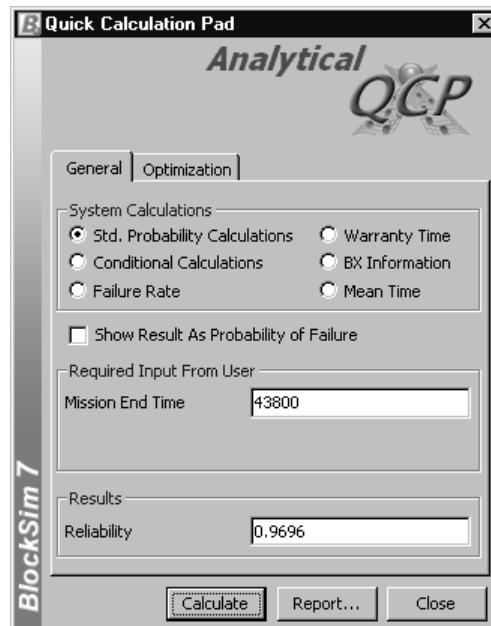 Quick Calculation Pad
Analytical
QCP
General
Optimization
System Calculations
Std. Probability Calculations
Warranty Time
Conditional Calculations
BX Information
Failure Rate
Mean Time
Show Result As Probability of Failure
Required Input From User
Mission End Time
43800
Results
Reliability
0.9696
BlockSim 7
Calculate
Report...
Close